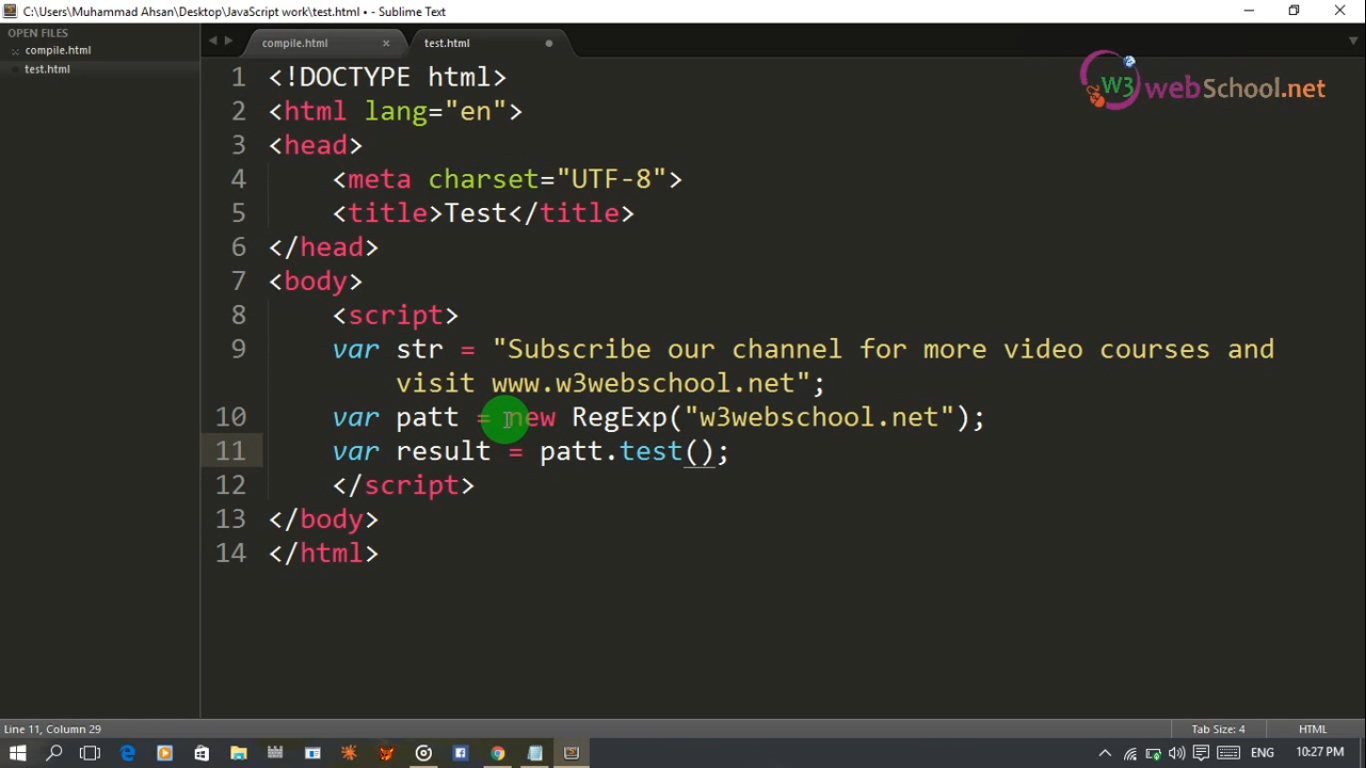 C:\Users\Muhammad Ahsan\Desktop\JavaScript work\test.html • - Sublime Text
OPEN FILES
compile.html
test.html
compile.html
test.html
W3 webSchool.net
1 <!DOCTYPE html>
2 <html lang="en">
3 <head>
4 <meta charset="UTF-8">
5 <title>Test</title>
6 </head>
7 <body>
8 <script>
9 var str = "Subscribe our channel for more video courses and
visit www.w3webschool.net";
10 var patt = new RegExp("w3webschool.net");
11 var result = patt.test();
12 </script>
13 </body>
14 </html>
Line 11, Column 29
Tab Size: 4
HTML
ENG
10:27 PM